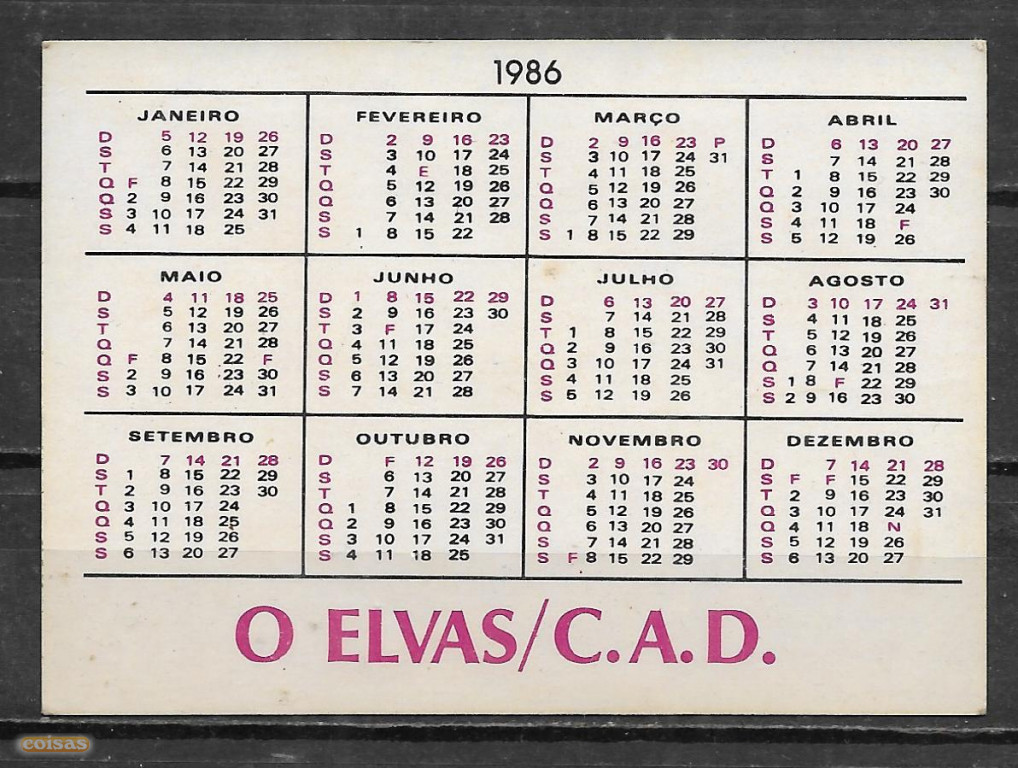 1986
JANEIRO FEVEREIRO MARÇO ABRIL
D 5 12 19 26 D 2 9 16 23 D 2 9 16 23 P D 6 13 20 27
S 6 13 20 27 S 3 10 17 24 S 3 10 17 24 31 S 7 14 21 28
T 7 14 21 28 T 4 E 18 25 T 4 11 18 25 T 1 8 15 22 29
Q F 8 15 22 29 Q 5 12 19 26 Q 5 12 19 26 Q 2 9 16 23 30
Q 2 9 16 23 30 Q 6 13 20 27 Q 6 13 20 27 Q 3 10 17 24
S 3 10 17 24 31 S 7 14 21 28 S 7 14 21 28 S 4 11 18 F
S 4 11 18 25 S 1 8 15 22 S 1 8 15 22 29 S 5 12 19 26
MAIO JUNHO JULHO AGOSTO
D 4 11 18 25 D 1 8 15 22 29 D 6 13 20 27 D 3 10 17 24 31
S 5 12 19 26 S 2 9 16 23 30 S 7 14 21 28 S 4 11 18 25
T 6 13 20 27 T 3 F 17 24 T 1 8 15 22 29 T 5 12 19 26
Q 7 14 21 28 Q 4 11 18 25 Q 2 9 16 23 30 Q 6 13 20 27
Q F 8 15 22 F Q 5 12 19 26 Q 3 10 17 24 31 Q 7 14 21 28
S 2 9 16 23 30 S 6 13 20 27 S 4 11 18 25 S 1 8 F 22 29
S 3 10 17 24 31 S 7 14 21 28 S 5 12 19 26 S 2 9 16 23 30
SETEMBRO OUTUBRO NOVEMBRO DEZEMBRO
D 7 14 21 28 D F 12 19 26 D 2 9 16 23 30 D 7 14 21 28
S 1 8 15 22 29 S 6 13 20 27 S 3 10 17 24 S F F 15 22 29
T 2 9 16 23 30 T 7 14 21 28 T 4 11 18 25 T 2 9 16 23 30
Q 3 10 17 24 Q 1 8 15 22 29 Q 5 12 19 26 Q 3 10 17 24 31
Q 4 11 18 25 Q 2 9 16 23 30 Q 6 13 20 27 Q 4 11 18 N
S 5 12 19 26 S 3 10 17 24 31 S 7 14 21 28 S 5 12 19 26
S 6 13 20 27 S 4 11 18 25 S F 8 15 22 29 S 6 13 20 27
O ELVAS/C.A.D.
coisas